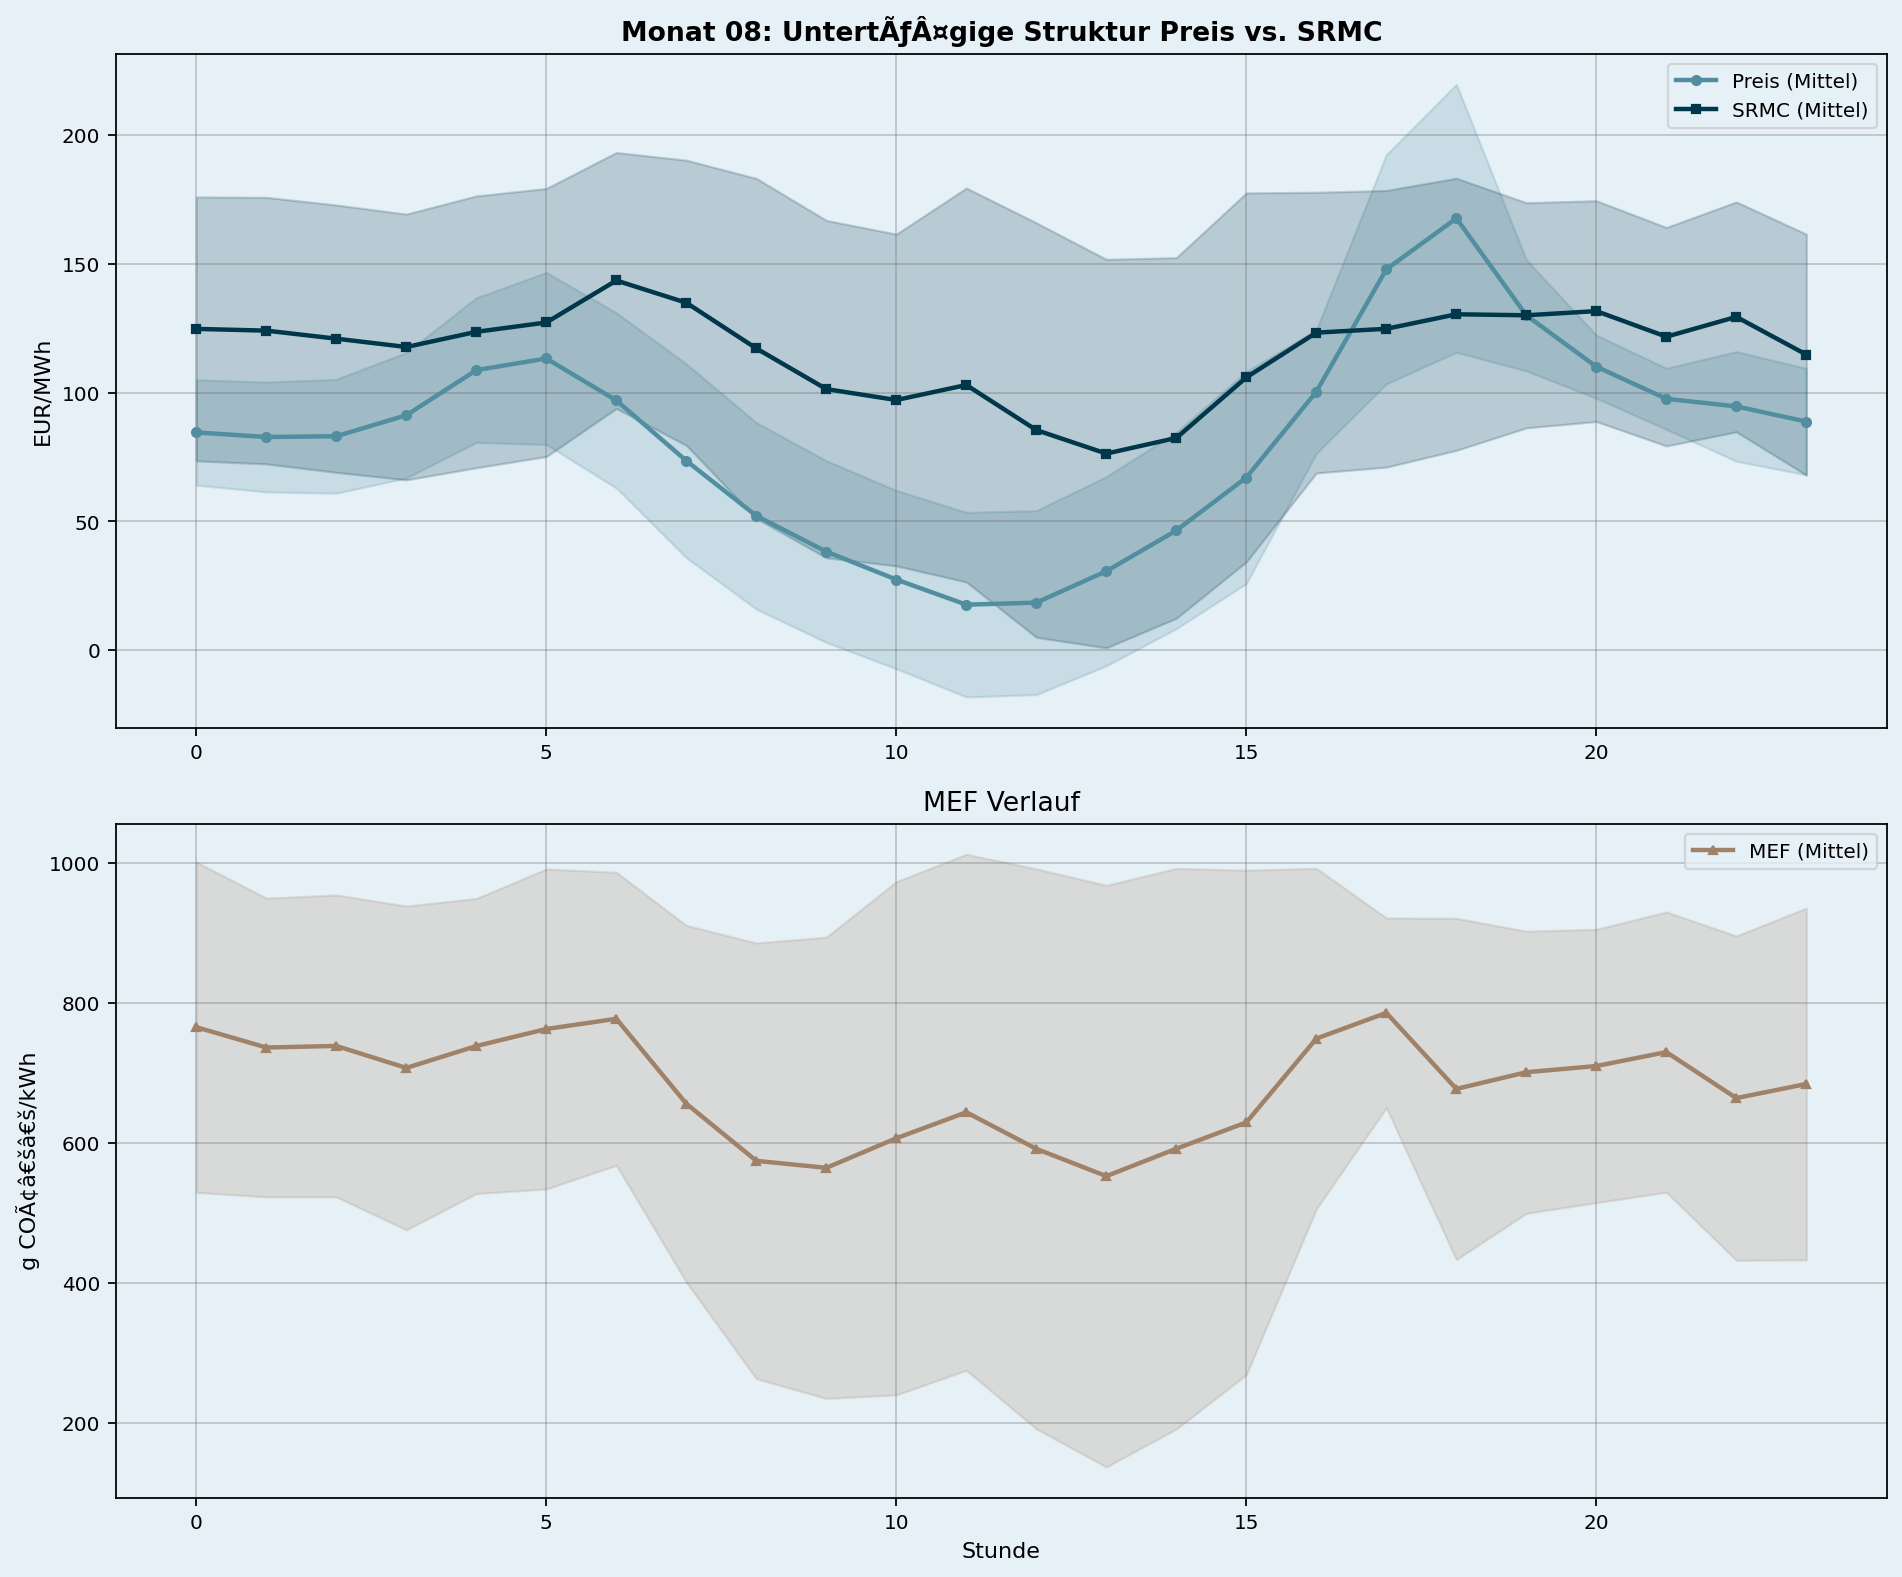 Monat 08: UntertÃƒÂ¤gige Struktur Preis vs. SRMC
Preis (Mittel)
SRMC (Mittel)
EUR/MWh
200
150
100
50
0
0
5
10
15
20
MEF Verlauf
MEF (Mittel)
g COÃ¢â€šâ€š/kWh
1000
800
600
400
200
0
5
10
15
20
Stunde